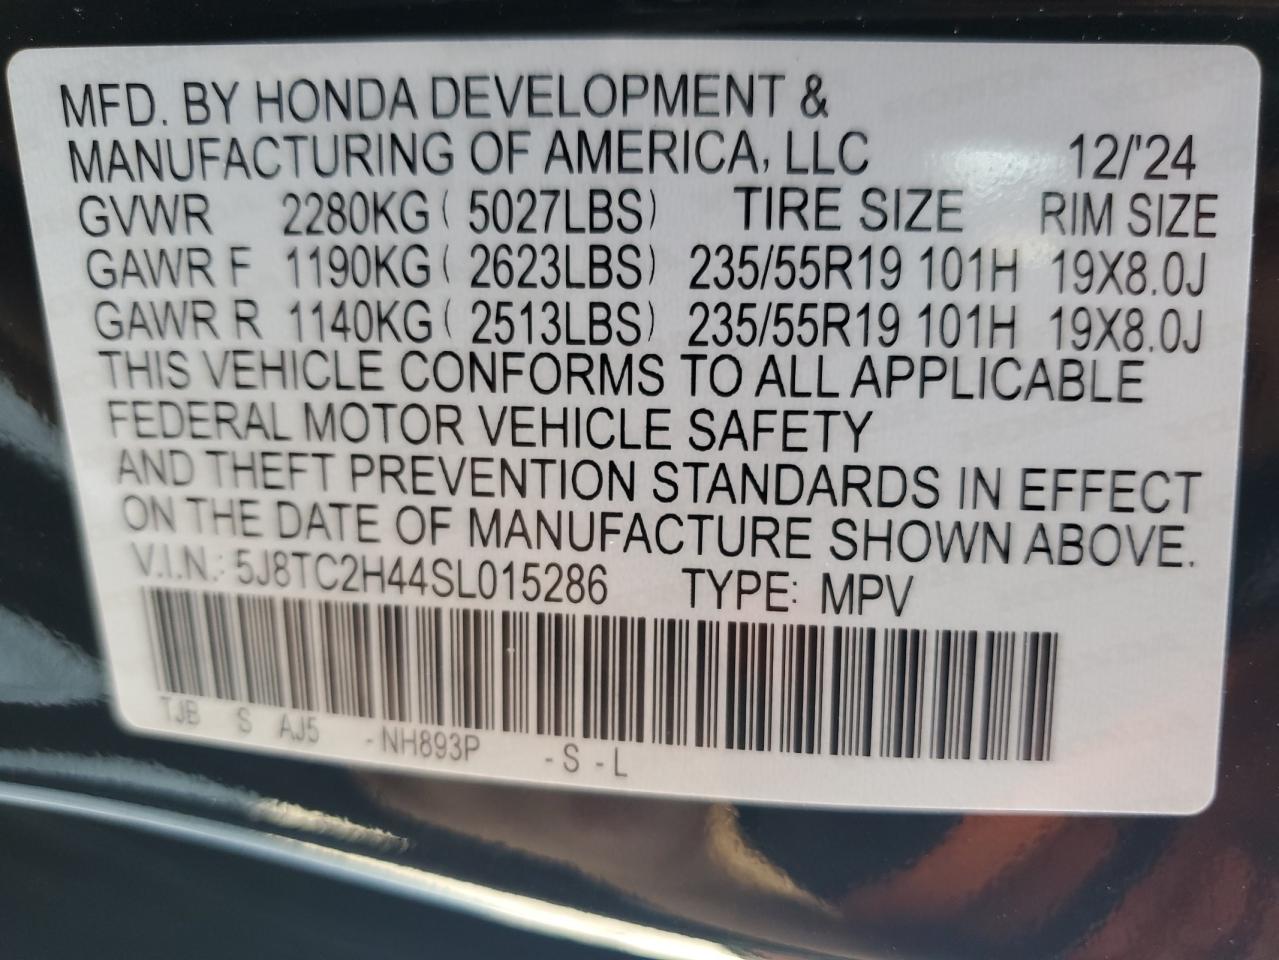 MFD. BY HONDA DEVELOPMENT &
MANUFACTURING OF AMERICA, LLC 12/'24
GVWR 2280KG ( 5027LBS) TIRE SIZE RIM SIZE
GAWR F 1190KG ( 2623LBS) 235/55R19 101H 19X8.0J
GAWR R 1140KG ( 2513LBS) 235/55R19 101H 19X8.0J
THIS VEHICLE CONFORMS TO ALL APPLICABLE
FEDERAL MOTOR VEHICLE SAFETY
AND THEFT PREVENTION STANDARDS IN EFFECT
ON THE DATE OF MANUFACTURE SHOWN ABOVE.
V.I.N.: 5J8TC2H44SL015286 TYPE: MPV
TJB S AJ5 -NH893P -S-L